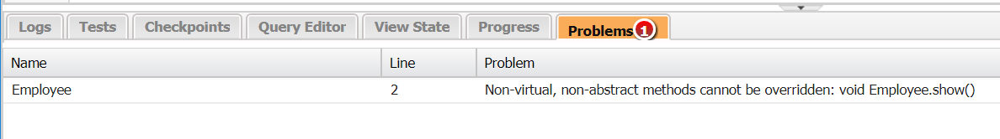 Logs Tests Checkpoints Query Editor View State Progress Problems 1
Name Line Problem
Employee 2 Non-virtual, non-abstract methods cannot be overridden: void Employee.show()